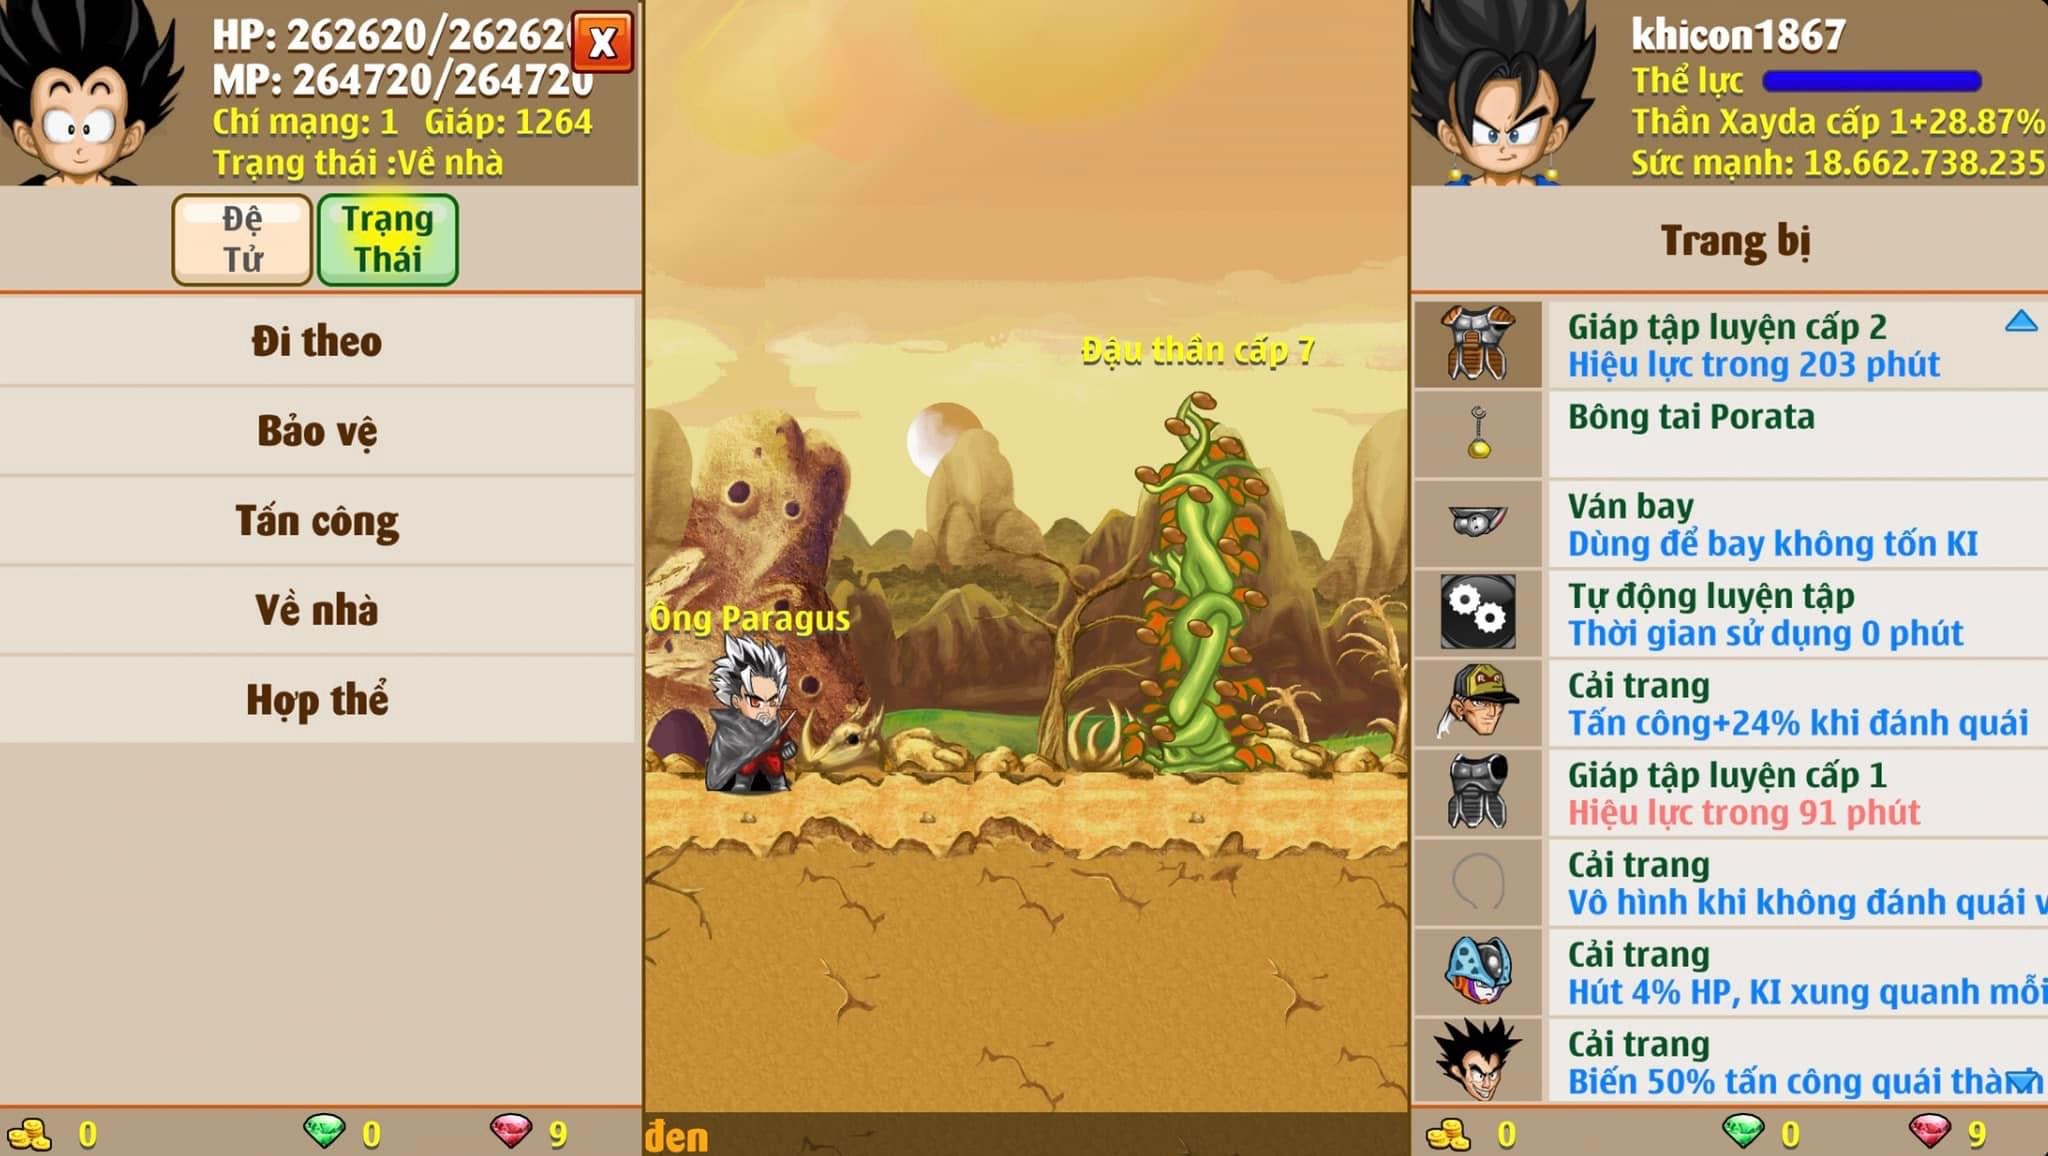 HP: 262620/262620
MP: 264720/264720
Chí mạng: 1 Giáp: 1264
Trạng thái :Về nhà
X
Đệ
Tử
Trạng
Thái
Đi theo
Bảo vệ
Tấn công
Về nhà
Hợp thể
0
0
9
Đậu thần cấp 7
Ông Paragus
đen
khicon1867
Thể lực
Thần Xayda cấp 1+28.87%
Sức mạnh: 18.662.738.235
Trang bị
Giáp tập luyện cấp 2
Hiệu lực trong 203 phút
Bông tai Porata
Ván bay
Dùng để bay không tốn KI
Tự động luyện tập
Thời gian sử dụng 0 phút
Cải trang
Tấn công+24% khi đánh quái
Giáp tập luyện cấp 1
Hiệu lực trong 91 phút
Cải trang
Vô hình khi không đánh quái v
Cải trang
Hút 4% HP, KI xung quanh mỗi
Cải trang
Biến 50% tấn công quái thành
0
0
9